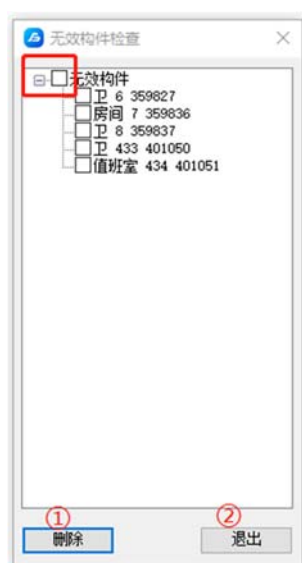 无效构件检查
无效构件
卫 6 359827
房间 7 359836
卫 8 359837
卫 433 401050
值班室 434 401051
① ②
删除 退出